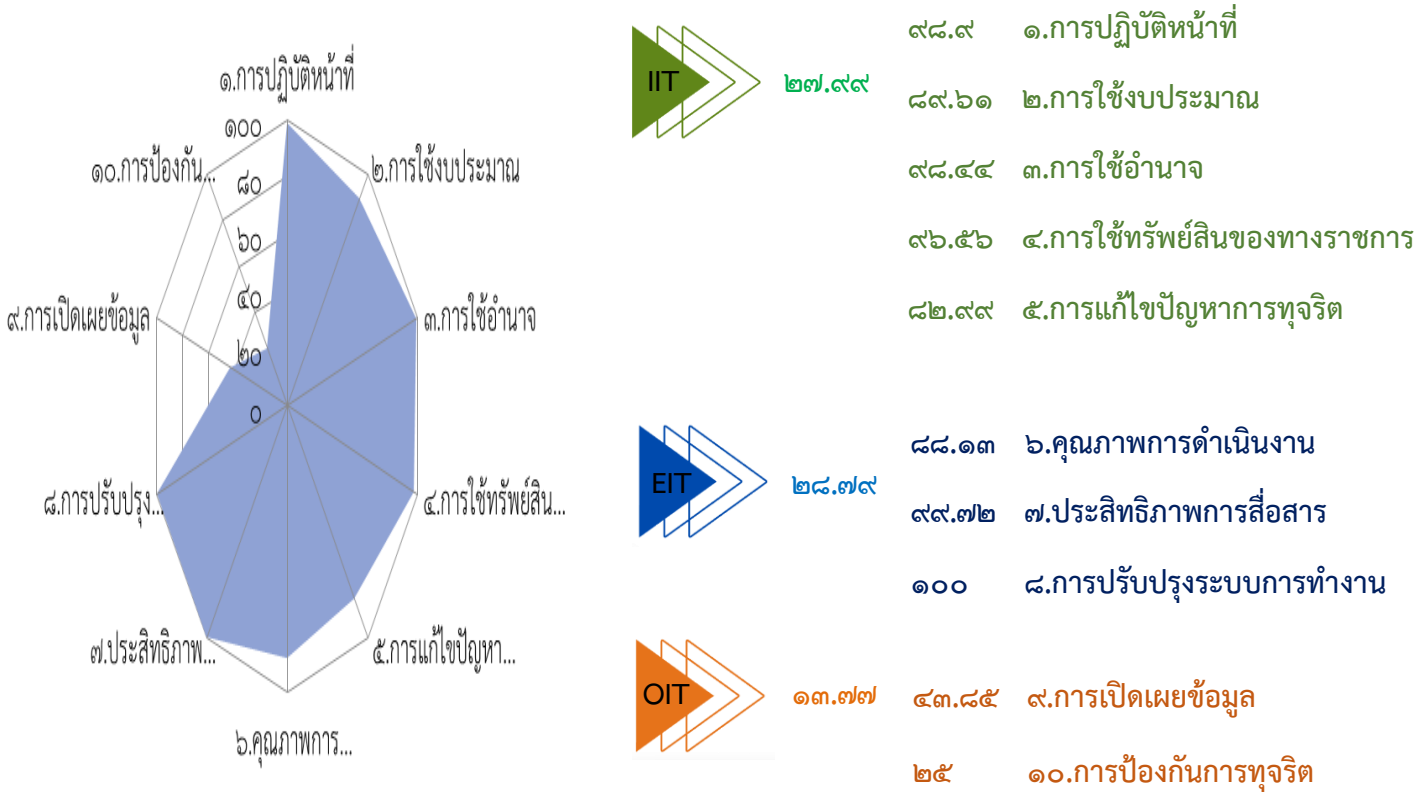 ๑.การปฏิบัติหน้าที่
๑๐๐
๑๐.การป้องกัน...
๘๐
๒.การใช้งบประมาณ
๖๐
๔๐
๙.การเปิดเผยข้อมูล
๓.การใช้อำนาจ
๒๐
๐
๘.การปรับปรุง...
๔.การใช้ทรัพย์สิน...
๗.ประสิทธิภาพ...
๕.การแก้ไขปัญหา...
๖.คุณภาพการ...
IIT ๒๗.๙๙
๙๘.๙ ๑.การปฏิบัติหน้าที่
๘๙.๖๑ ๒.การใช้งบประมาณ
๙๘.๔๔ ๓.การใช้อำนาจ
๙๖.๕๖ ๔.การใช้ทรัพย์สินของทางราชการ
๘๒.๙๙ ๕.การแก้ไขปัญหาการทุจริต
EIT ๒๘.๗๙
๘๘.๑๓ ๖.คุณภาพการดำเนินงาน
๙๙.๗๒ ๗.ประสิทธิภาพการสื่อสาร
๑๐๐ ๘.การปรับปรุงระบบการทำงาน
OIT ๑๓.๗๗
๔๓.๘๕ ๙.การเปิดเผยข้อมูล
๒๕ ๑๐.การป้องกันการทุจริต